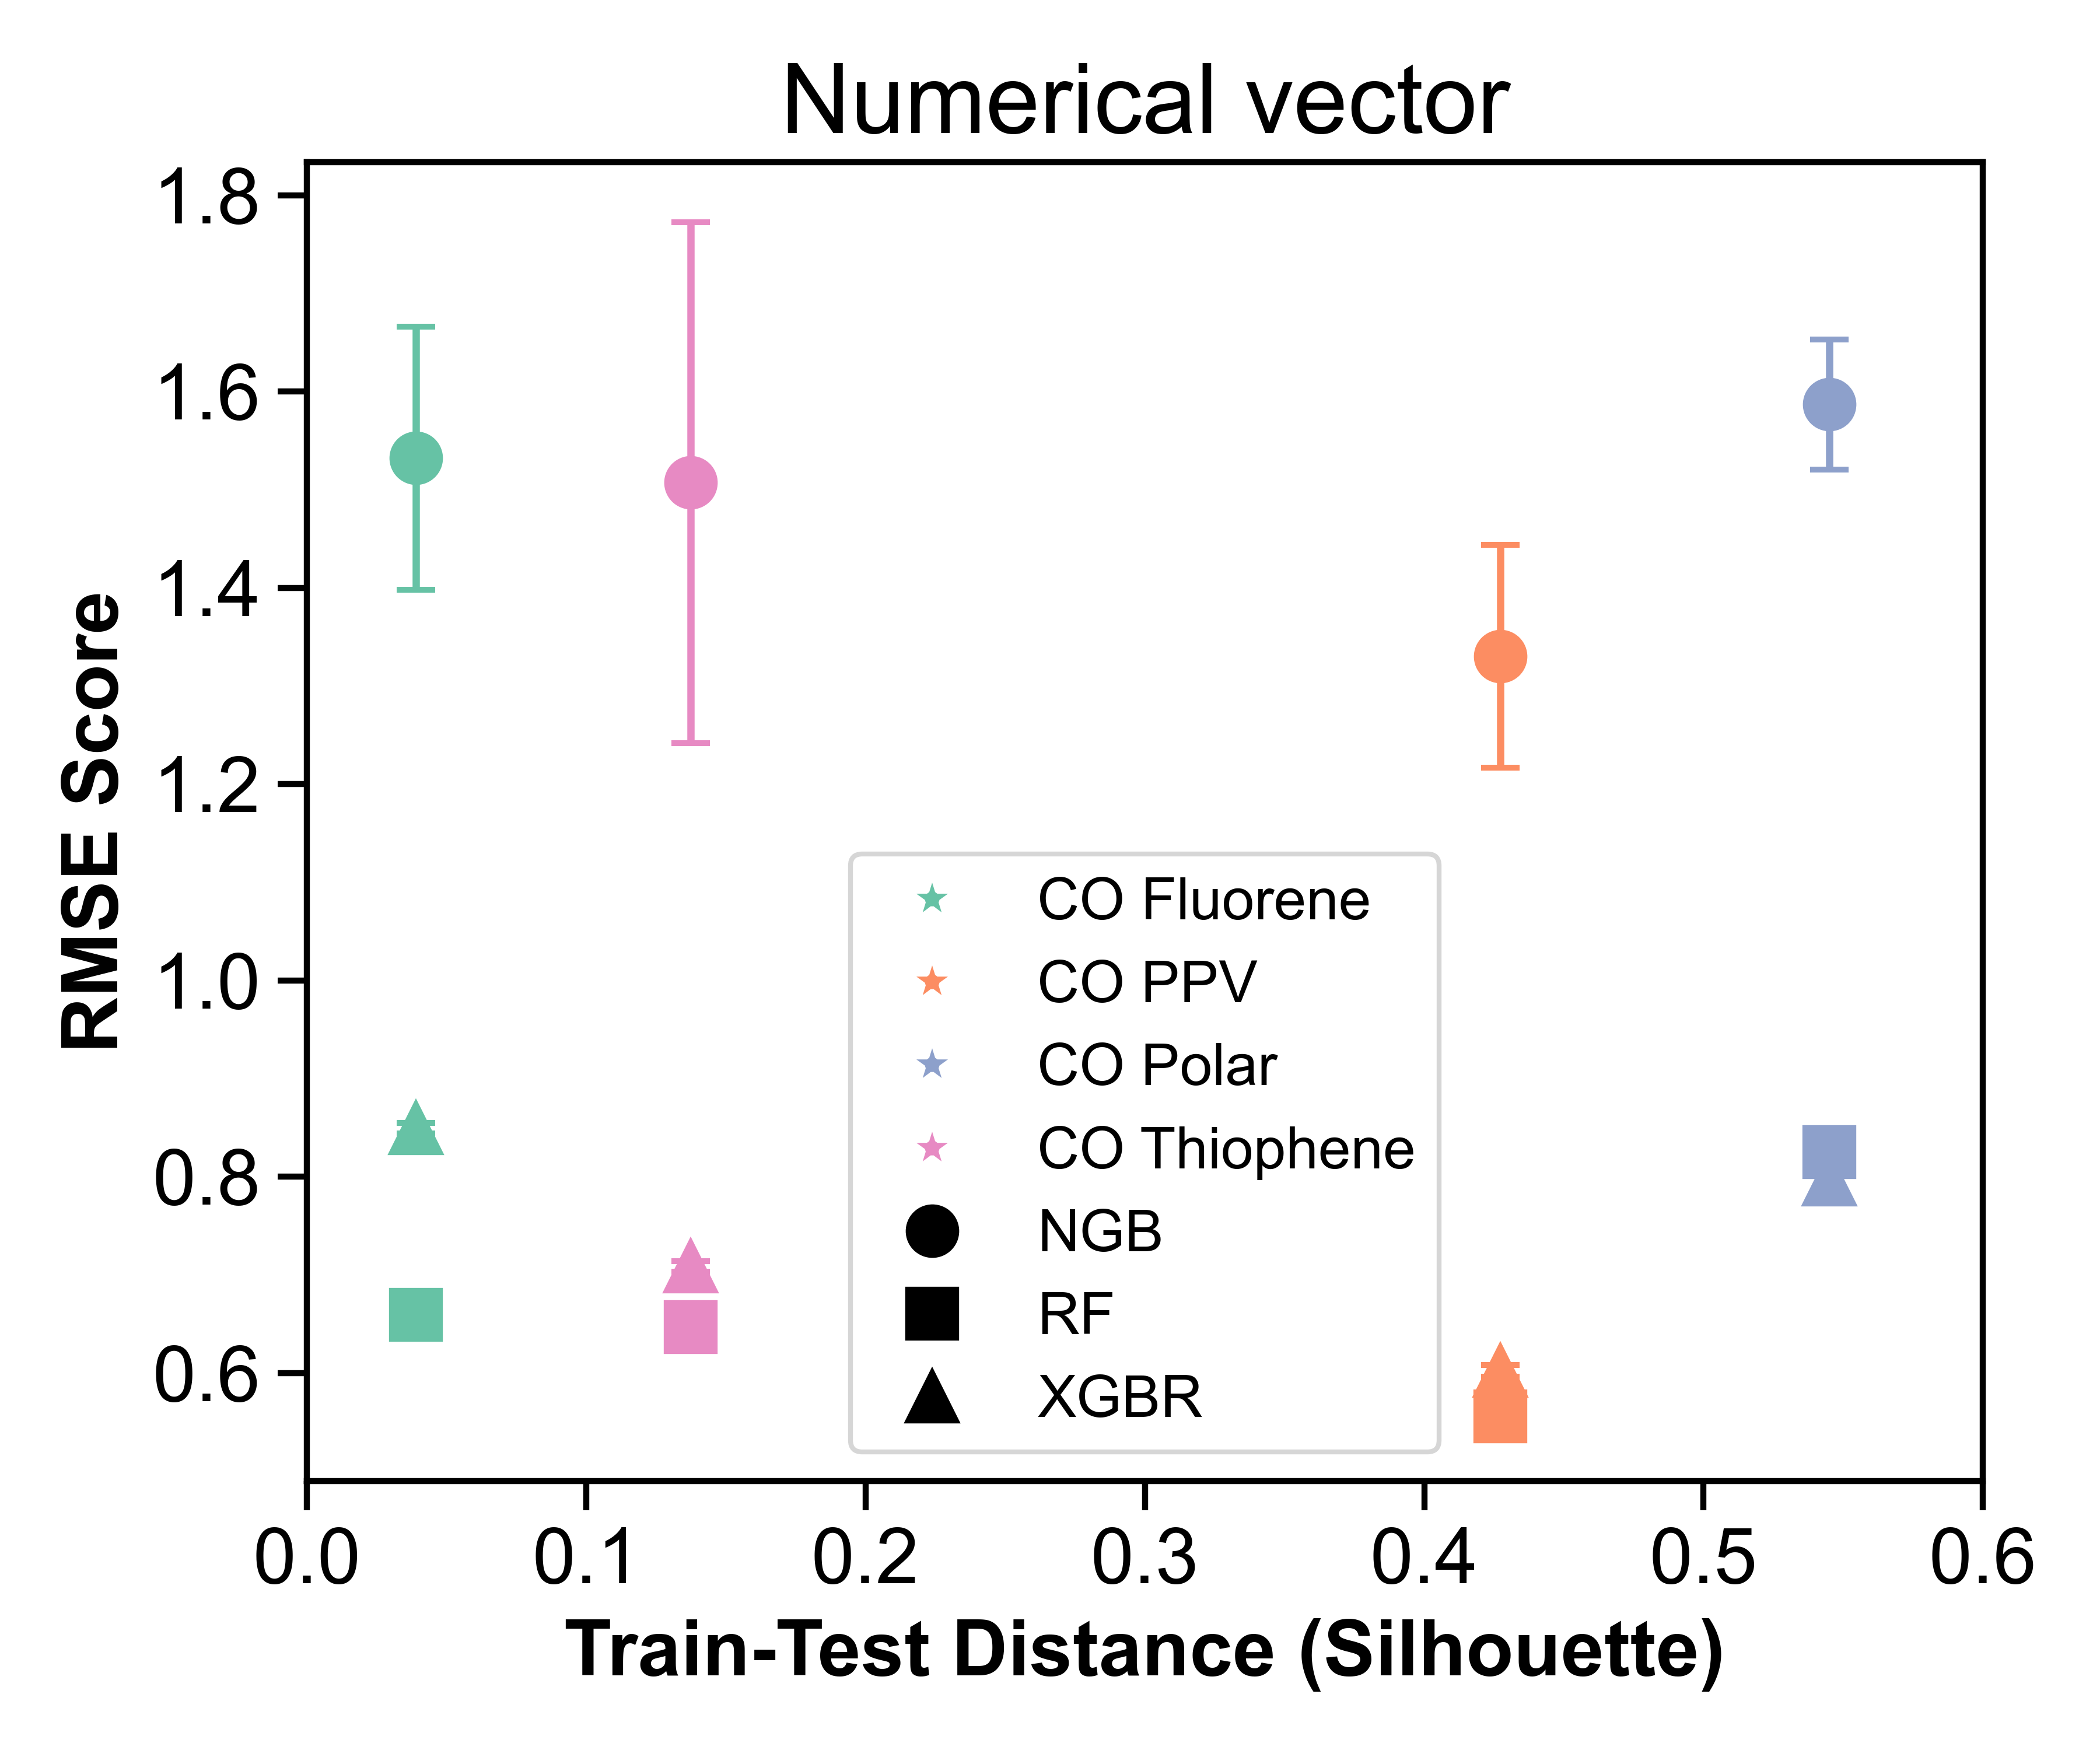 Numerical vector
1.8
1.6
1.4
1.2
1.0
0.8
0.6
RMSE Score
CO Fluorene
CO PPV
CO Polar
CO Thiophene
NGB
RF
XGBR
0.0 0.1 0.2 0.3 0.4 0.5 0.6
Train-Test Distance (Silhouette)